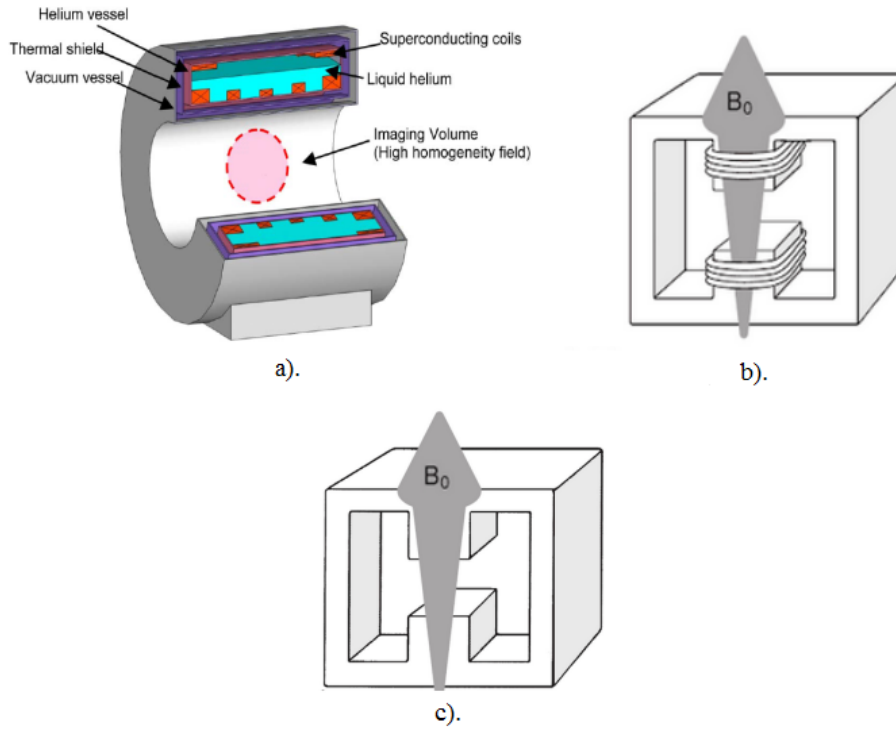 Helium vessel
Thermal shield
Vacuum vessel
Superconducting coils
Liquid helium
Imaging Volume
(High homogeneity field)
a).
B₀
b).
B₀
c).